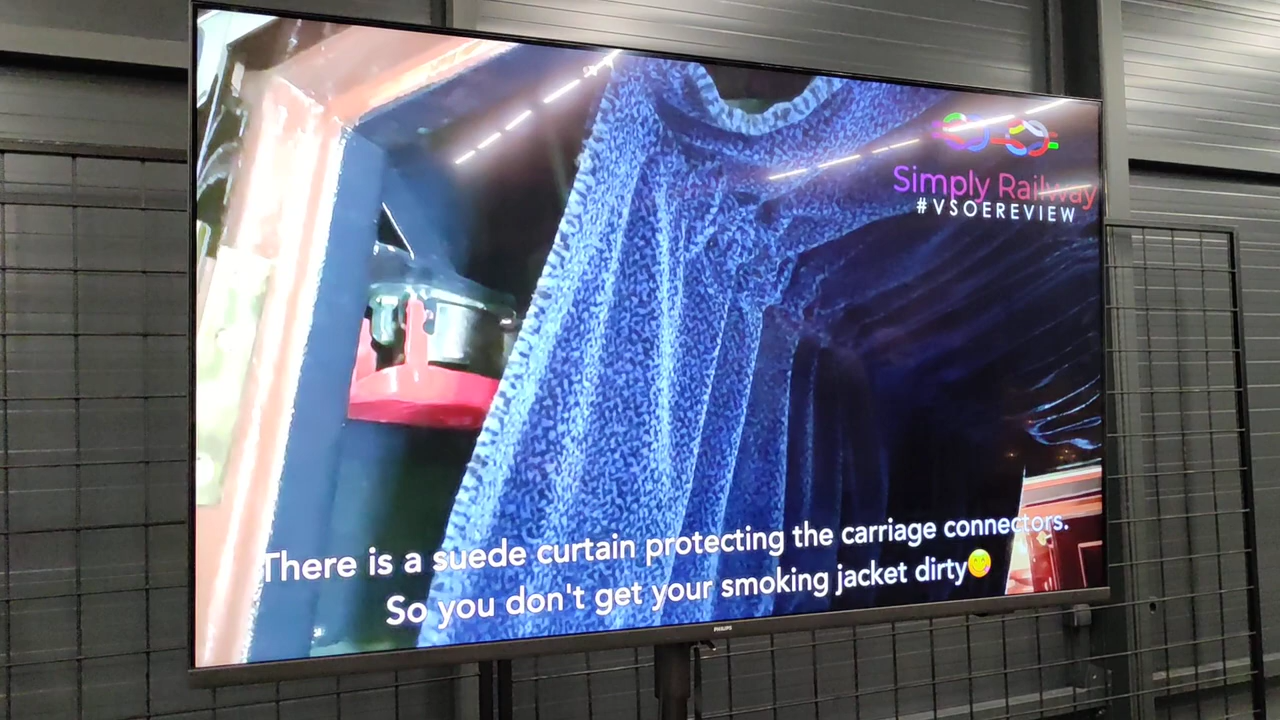 Simply Railway
#VSOEREVIEW
There is a suede curtain protecting the carriage connectors.
So you don't get your smoking jacket dirty😋
PHILIPS